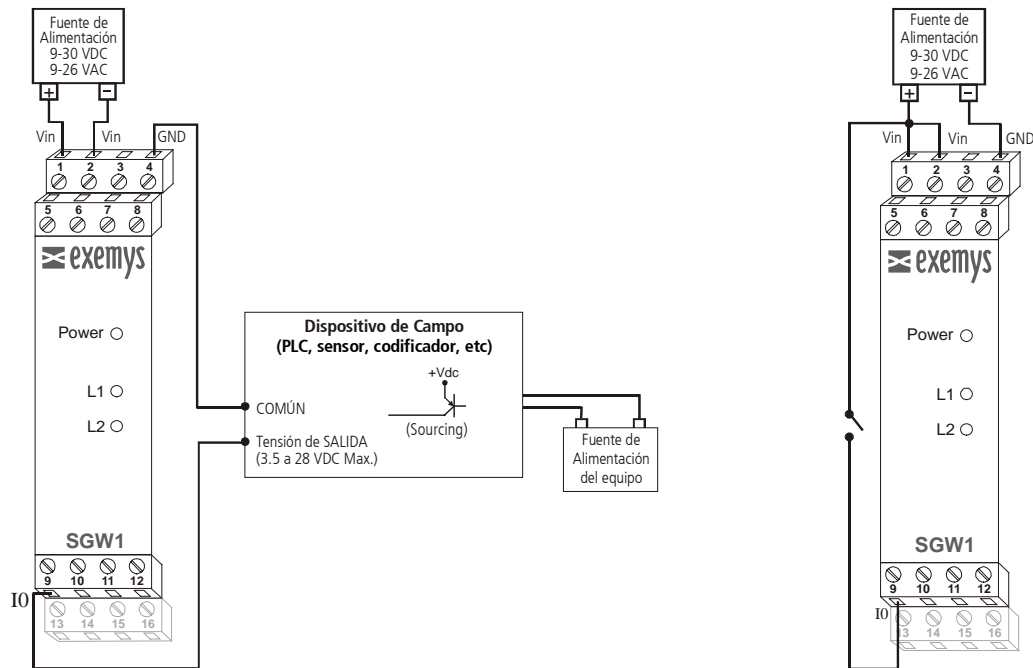 Fuente de
Alimentación
9-30 VDC
9-26 VAC
+
−
Vin
Vin
GND
1 2 3 4
5 6 7 8
exemys
Power
L1
L2
SGW1
9 10 11 12
I0
13 14 15 16
Dispositivo de Campo
(PLC, sensor, codificador, etc)
+Vdc
(Sourcing)
COMÚN
Tensión de SALIDA
(3.5 a 28 VDC Max.)
Fuente de
Alimentación
del equipo
Fuente de
Alimentación
9-30 VDC
9-26 VAC
+
−
Vin
Vin
GND
1 2 3 4
5 6 7 8
exemys
Power
L1
L2
SGW1
9 10 11 12
I0
13 14 15 16